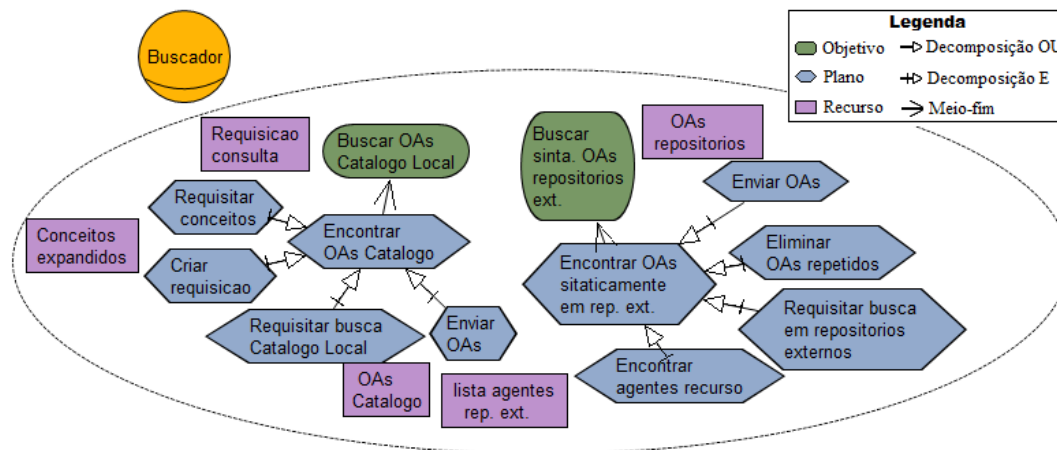 Buscador
Legenda
Objetivo
Decomposição OU
Plano
Decomposição E
Recurso
Meio-fim
Requisicao
consulta
Buscar OAs
Catalogo Local
Buscar
sinta. OAs
repositorios
ext.
OAs
repositorios
Enviar OAs
Requisitar
conceitos
Conceitos
expandidos
Criar
requisicao
Encontrar
OAs Catalogo
Encontrar OAs
sitaticamente
em rep. ext.
Eliminar
OAs repetidos
Requisitar busca
Catalogo Local
Enviar
OAs
Requisitar busca
em repositorios
externos
OAs
Catalogo
lista agentes
rep. ext.
Encontrar
agentes recurso